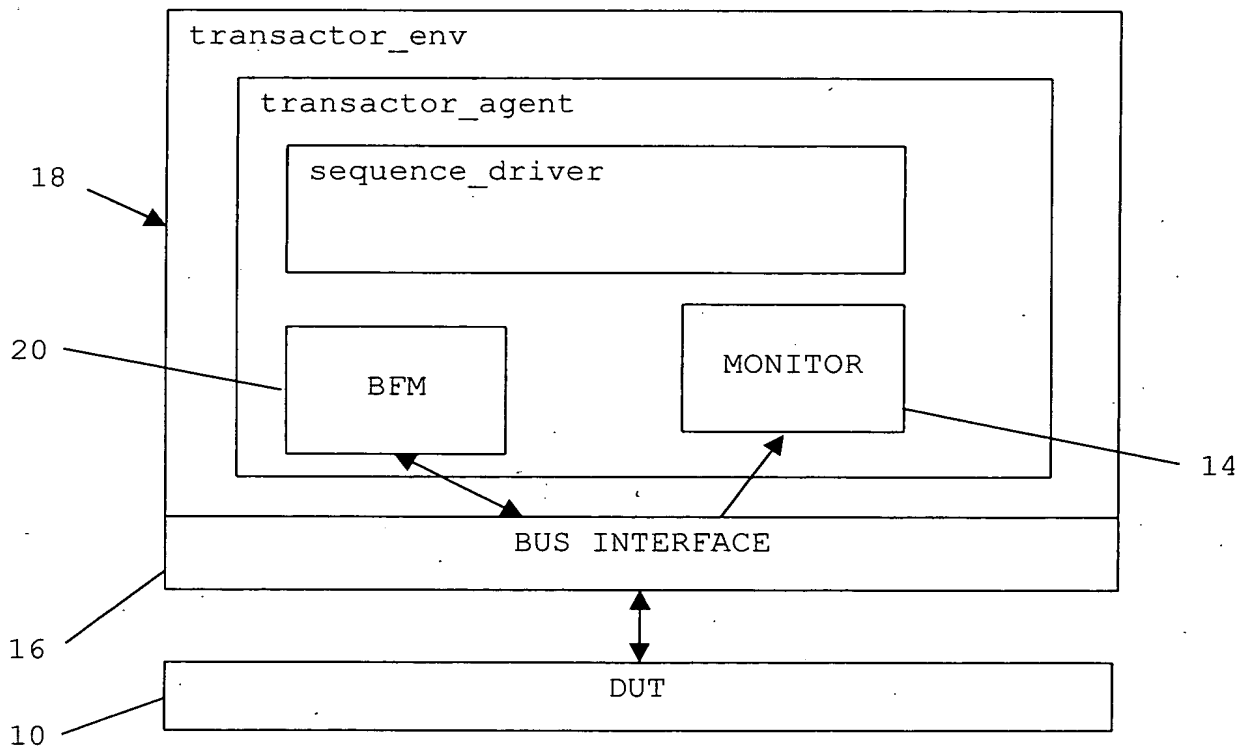 transactor_env
transactor_agent
sequence_driver
18
20
BFM
MONITOR
14
BUS INTERFACE
16
DUT
10